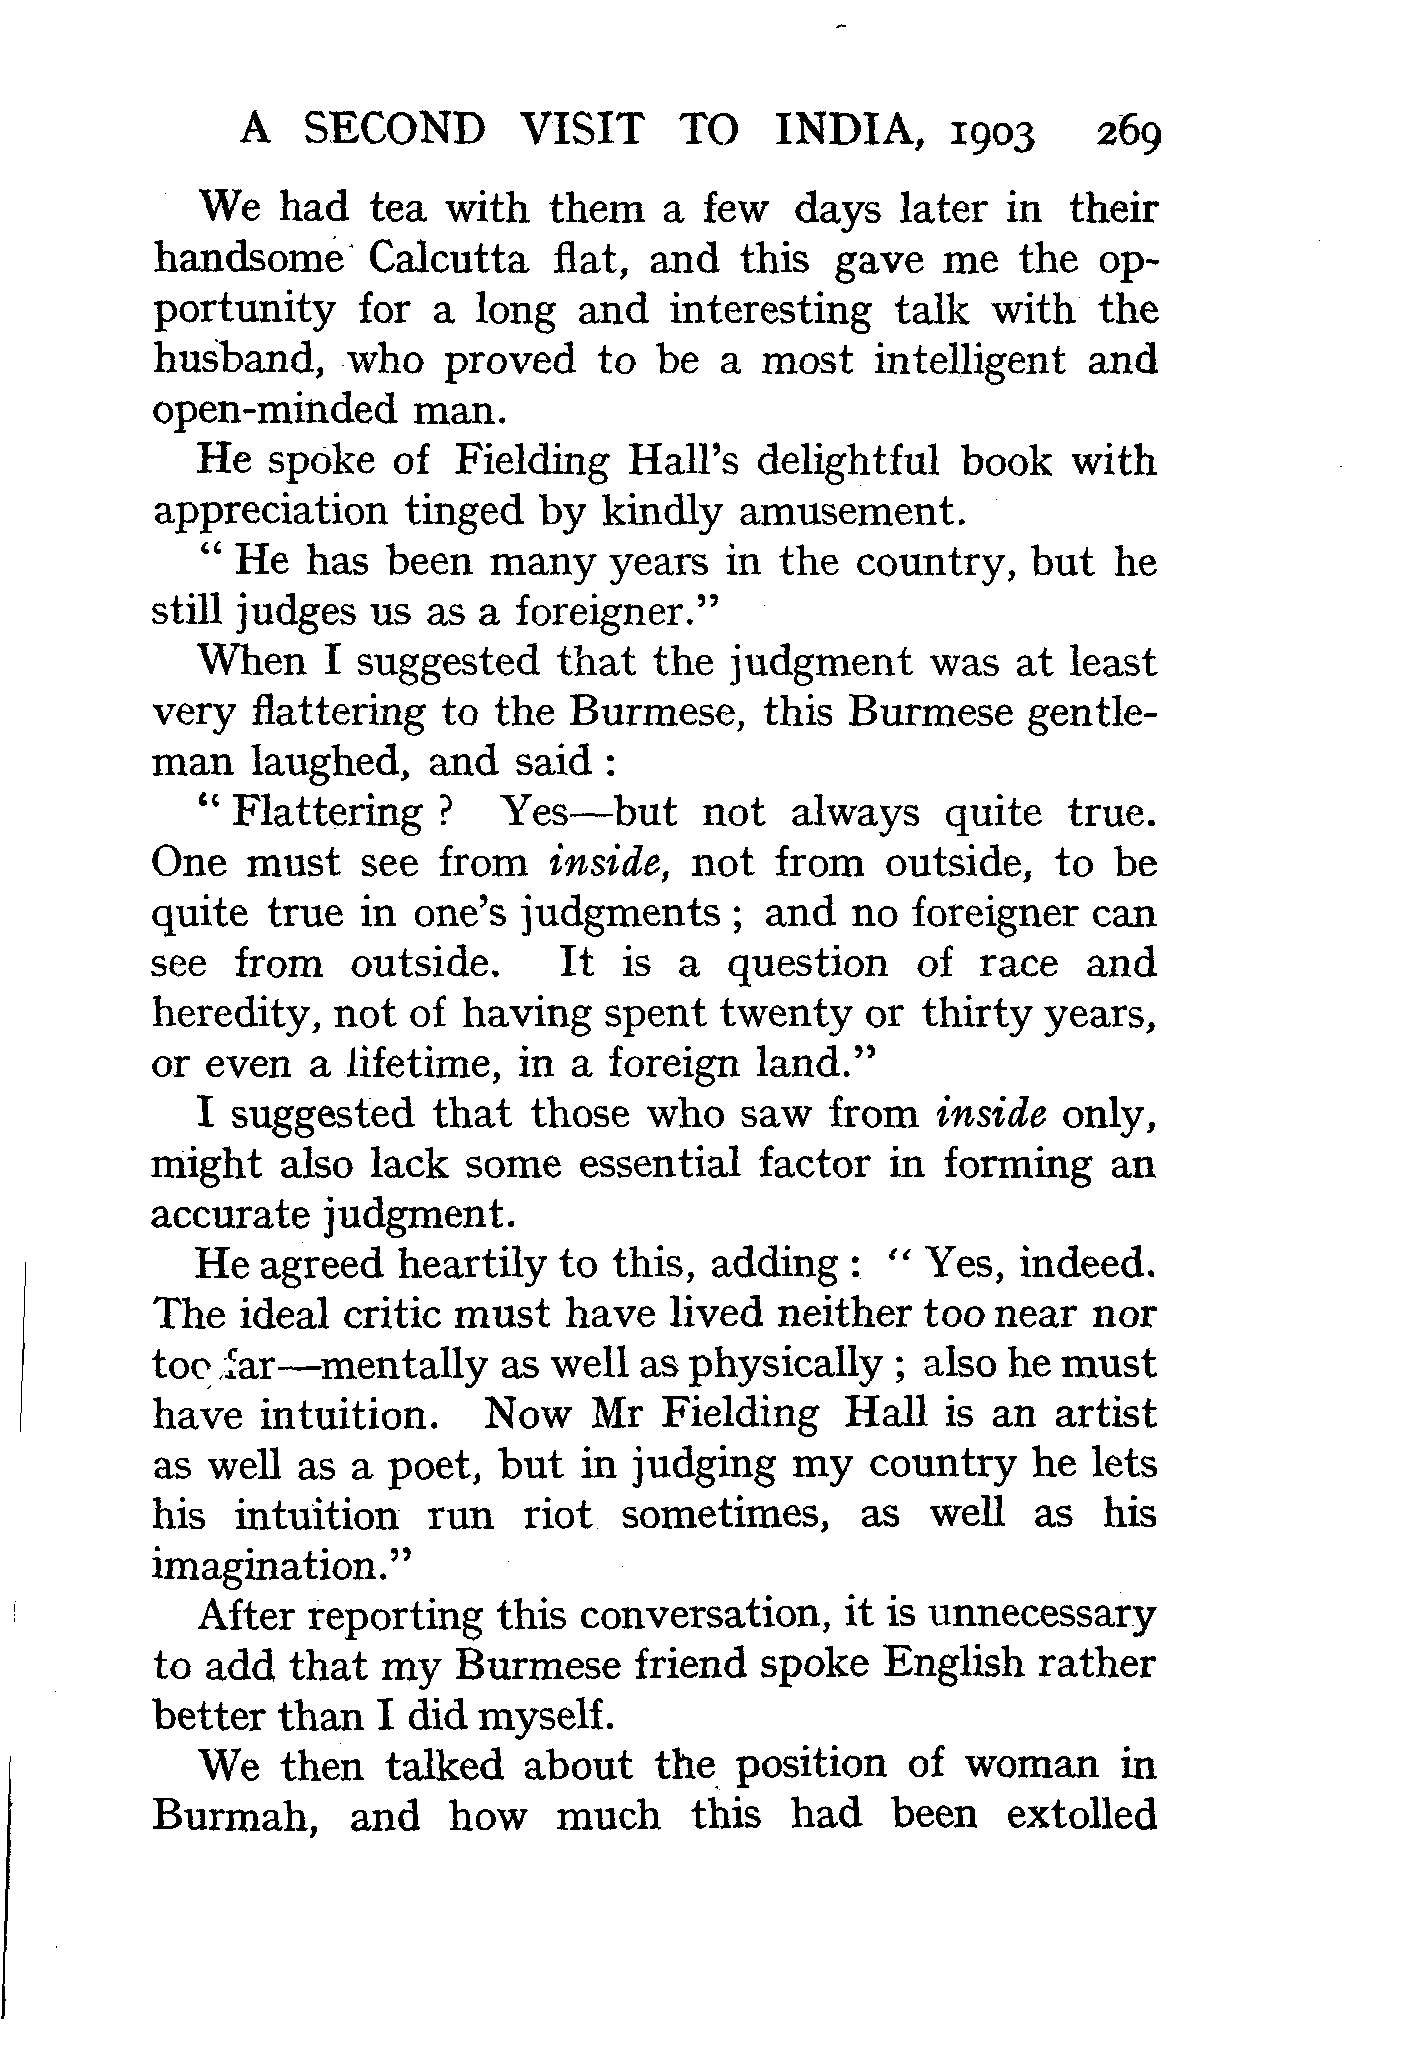 A SECOND VISIT TO INDIA, 1903 269
We had tea with them a few days later in their
handsome Calcutta flat, and this gave me the op-
portunity for a long and interesting talk with the
husband, who proved to be a most intelligent and
open-minded man.
He spoke of Fielding Hall's delightful book with
appreciation tinged by kindly amusement.
" He has been many years in the country, but he
still judges us as a foreigner."
When I suggested that the judgment was at least
very flattering to the Burmese, this Burmese gentle-
man laughed, and said :
" Flattering ? Yes—but not always quite true.
One must see from inside, not from outside, to be
quite true in one's judgments ; and no foreigner can
see from outside. It is a question of race and
heredity, not of having spent twenty or thirty years,
or even a lifetime, in a foreign land."
I suggested that those who saw from inside only,
might also lack some essential factor in forming an
accurate judgment.
He agreed heartily to this, adding : " Yes, indeed.
The ideal critic must have lived neither too near nor
too far—mentally as well as physically ; also he must
have intuition. Now Mr Fielding Hall is an artist
as well as a poet, but in judging my country he lets
his intuition run riot sometimes, as well as his
imagination."
After reporting this conversation, it is unnecessary
to add that my Burmese friend spoke English rather
better than I did myself.
We then talked about the position of woman in
Burmah, and how much this had been extolled